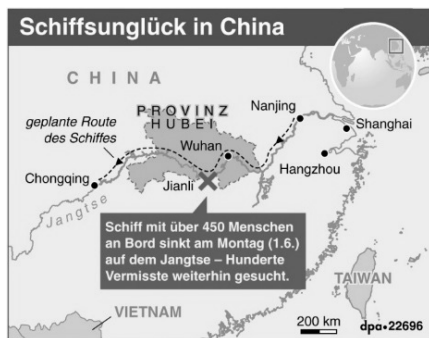 Schiffsunglück in China
CHINA
PROVINZ
HUBEI
geplante Route
des Schiffes
Nanjing
Shanghai
Wuhan
Hangzhou
Chongqing
Jianli
Jangtse
Schiff mit über 450 Menschen
an Bord sinkt am Montag (1.6.)
auf dem Jangtse – Hunderte
Vermisste weiterhin gesucht.
TAIWAN
VIETNAM
200 km
dpa•22696